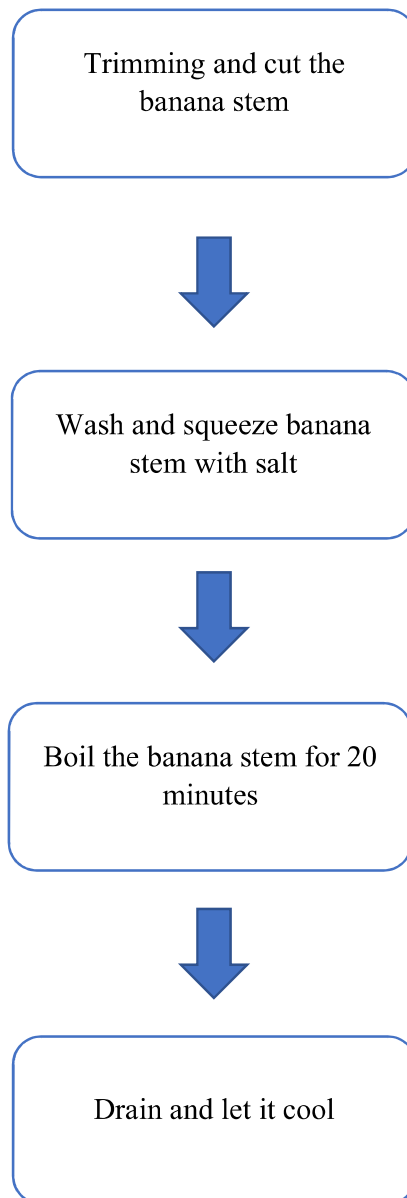 Trimming and cut the
banana stem
Wash and squeeze banana
stem with salt
Boil the banana stem for 20
minutes
Drain and let it cool